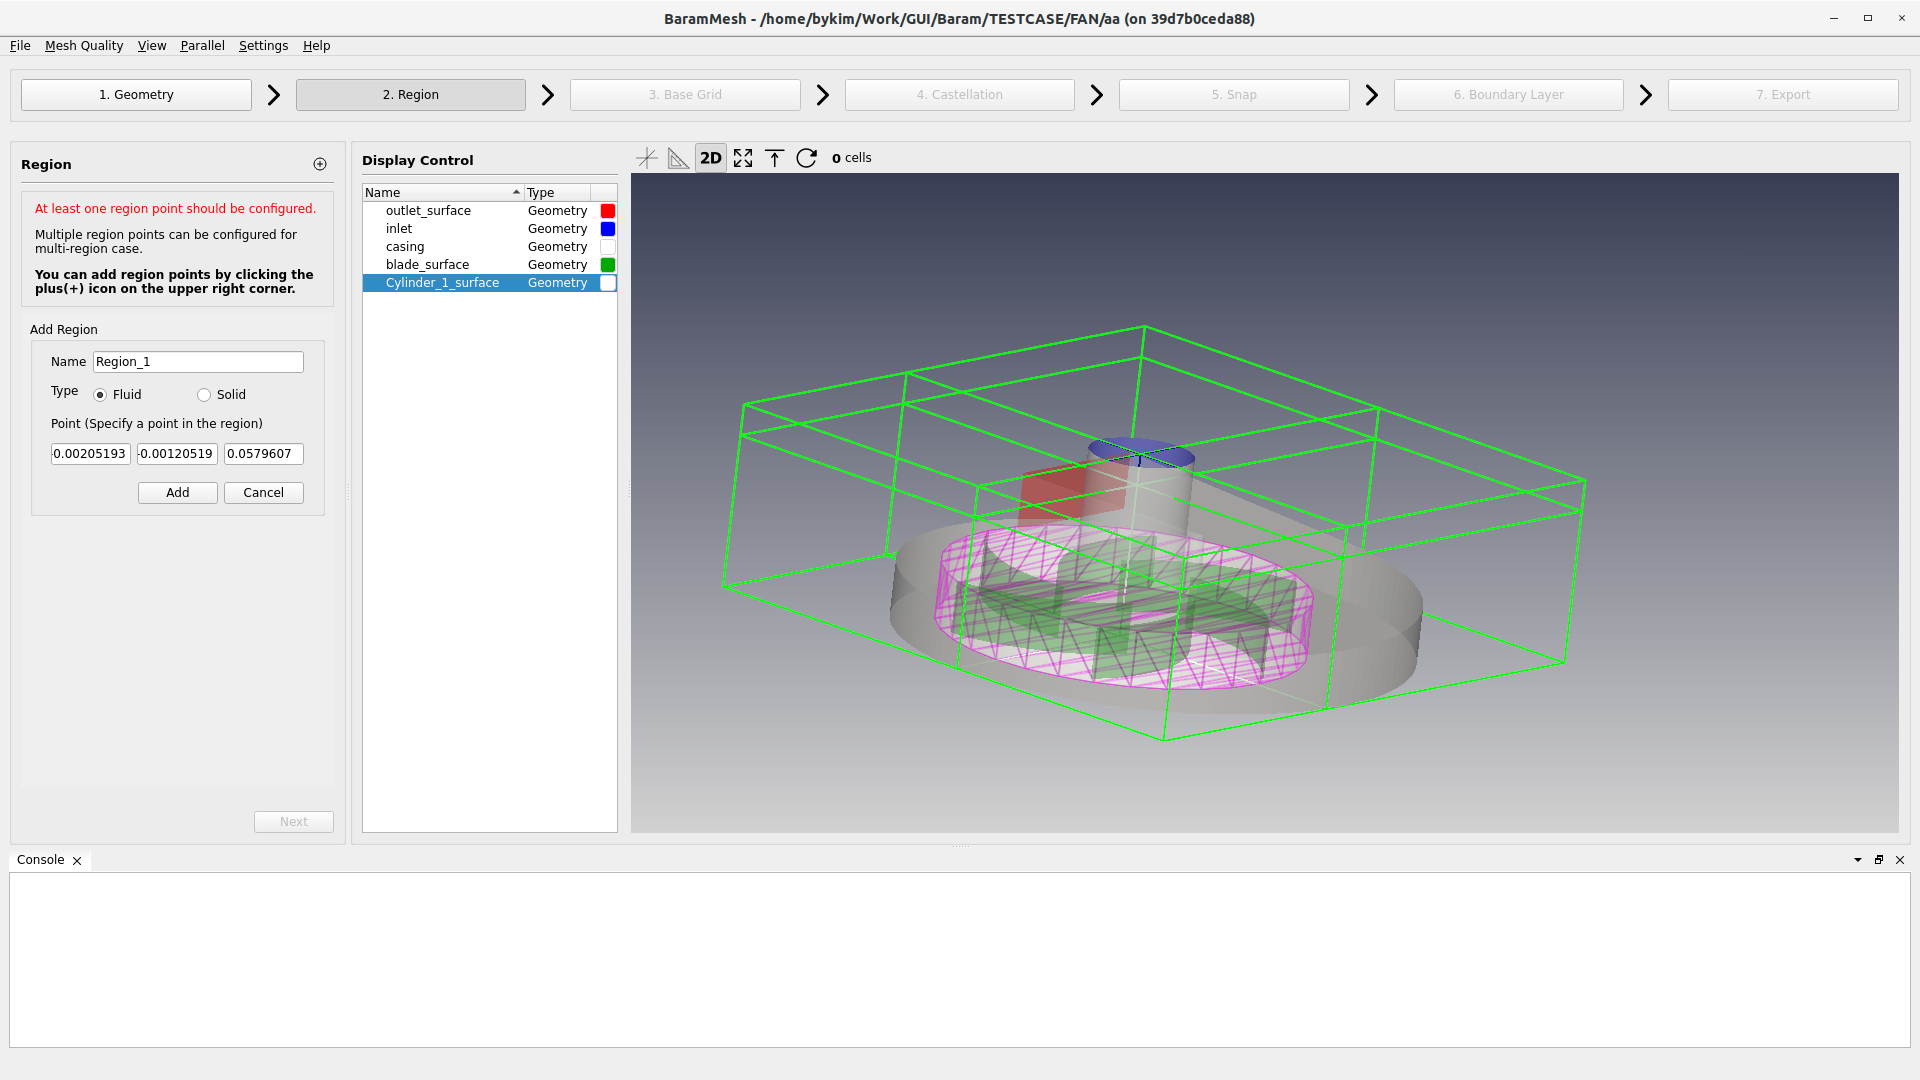 BaramMesh - /home/bykim/Work/GUI/Baram/TESTCASE/FAN/aa (on 39d7b0ceda88)
File Mesh Quality View Parallel Settings Help
1. Geometry 2. Region 3. Base Grid 4. Castellation 5. Snap 6. Boundary Layer 7. Export
Region
At least one region point should be configured.
Multiple region points can be configured for
multi-region case.
You can add region points by clicking the
plus(+) icon on the upper right corner.
Add Region
Name Region_1
Type Fluid Solid
Point (Specify a point in the region)
0.00205193 -0.00120519 0.0579607
Add Cancel
Next
Display Control
Name Type
outlet_surface Geometry
inlet Geometry
casing Geometry
blade_surface Geometry
Cylinder_1_surface Geometry
2D 0 cells
Console